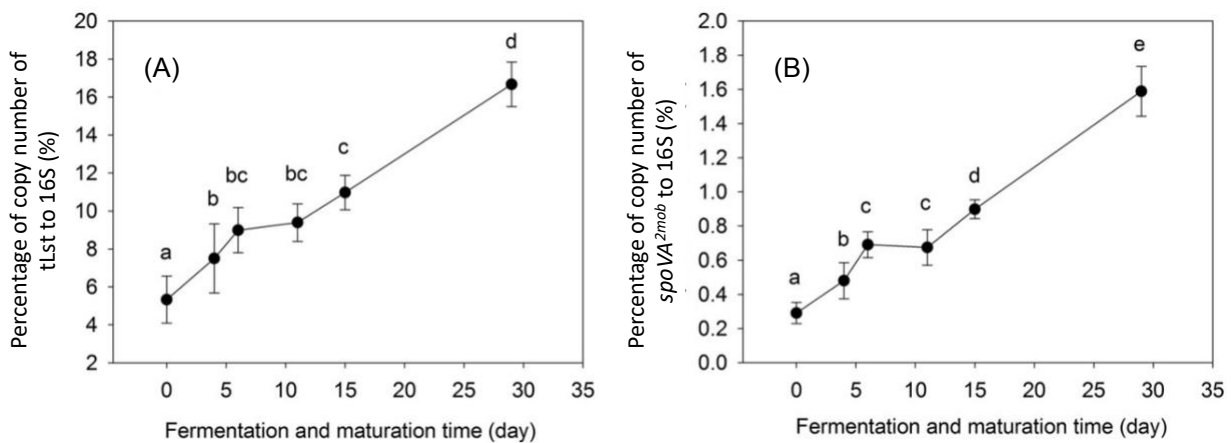 Percentage of copy number of
tLst to 16S (%)
20
18
16
14
12
10
8
6
4
2
(A)
a
b
bc
bc
c
d
0 5 10 15 20 25 30 35
Fermentation and maturation time (day)
Percentage of copy number of
spoVA2mob to 16S (%)
2.0
1.8
1.6
1.4
1.2
1.0
0.8
0.6
0.4
0.2
0.0
(B)
a
b
c
c
d
e
0 5 10 15 20 25 30 35
Fermentation and maturation time (day)